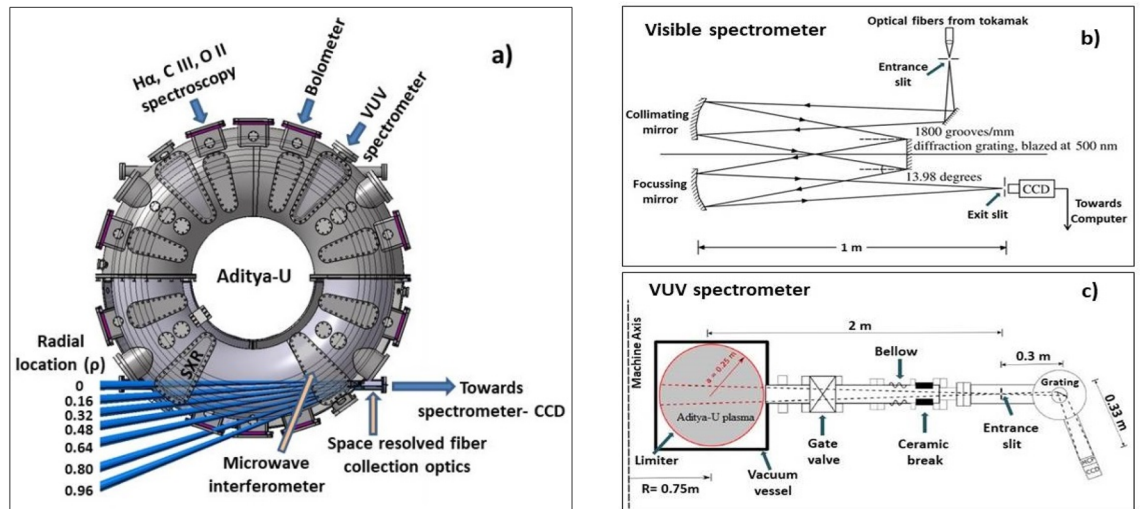 a)
Hα, C III, O II
spectroscopy
Bolometer
VUV
spectrometer
Aditya-U
Radial
location (ρ)
0
0.16
0.32
0.48
0.64
0.80
0.96
SXR
Towards
spectrometer- CCD
Space resolved fiber
collection optics
Microwave
interferometer
Visible spectrometer
b)
Optical fibers from tokamak
Entrance
slit
Collimating
mirror
1800 grooves/mm
diffraction grating, blazed at 500 nm
13.98 degrees
Focussing
mirror
CCD
Exit slit
Towards
Computer
1 m
VUV spectrometer
c)
Machine Axis
2 m
Bellow
0.3 m
Grating
0.33 m
a = 0.25 m
Aditya-U plasma
Entrance
slit
Limiter
Gate
valve
Ceramic
break
R= 0.75m
Vacuum
vessel